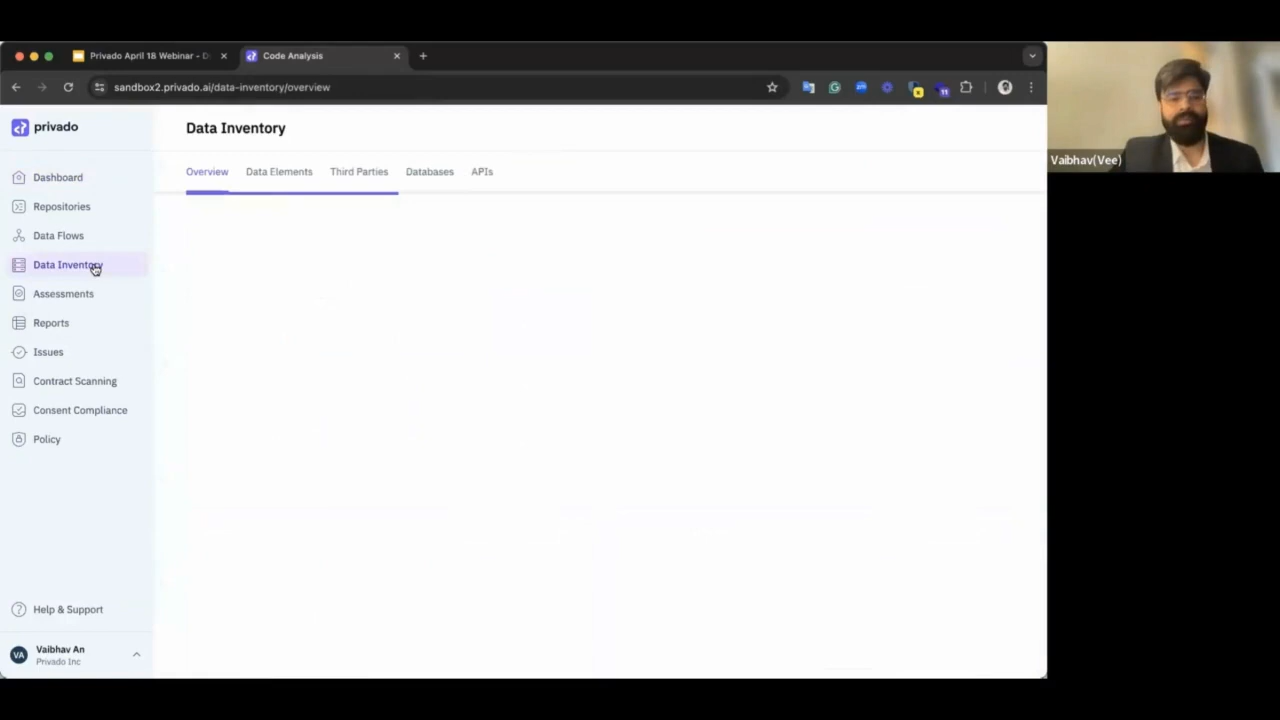 Privado April 18 Webinar - D
Code Analysis
sandbox2.privado.ai/data-inventory/overview
privado
Data Inventory
Overview
Data Elements
Third Parties
Databases
APIs
Dashboard
Repositories
Data Flows
Data Inventory
Assessments
Reports
Issues
Contract Scanning
Consent Compliance
Policy
Help & Support
VA
Vaibhav An
Privado Inc
Vaibhav(Vee)
11